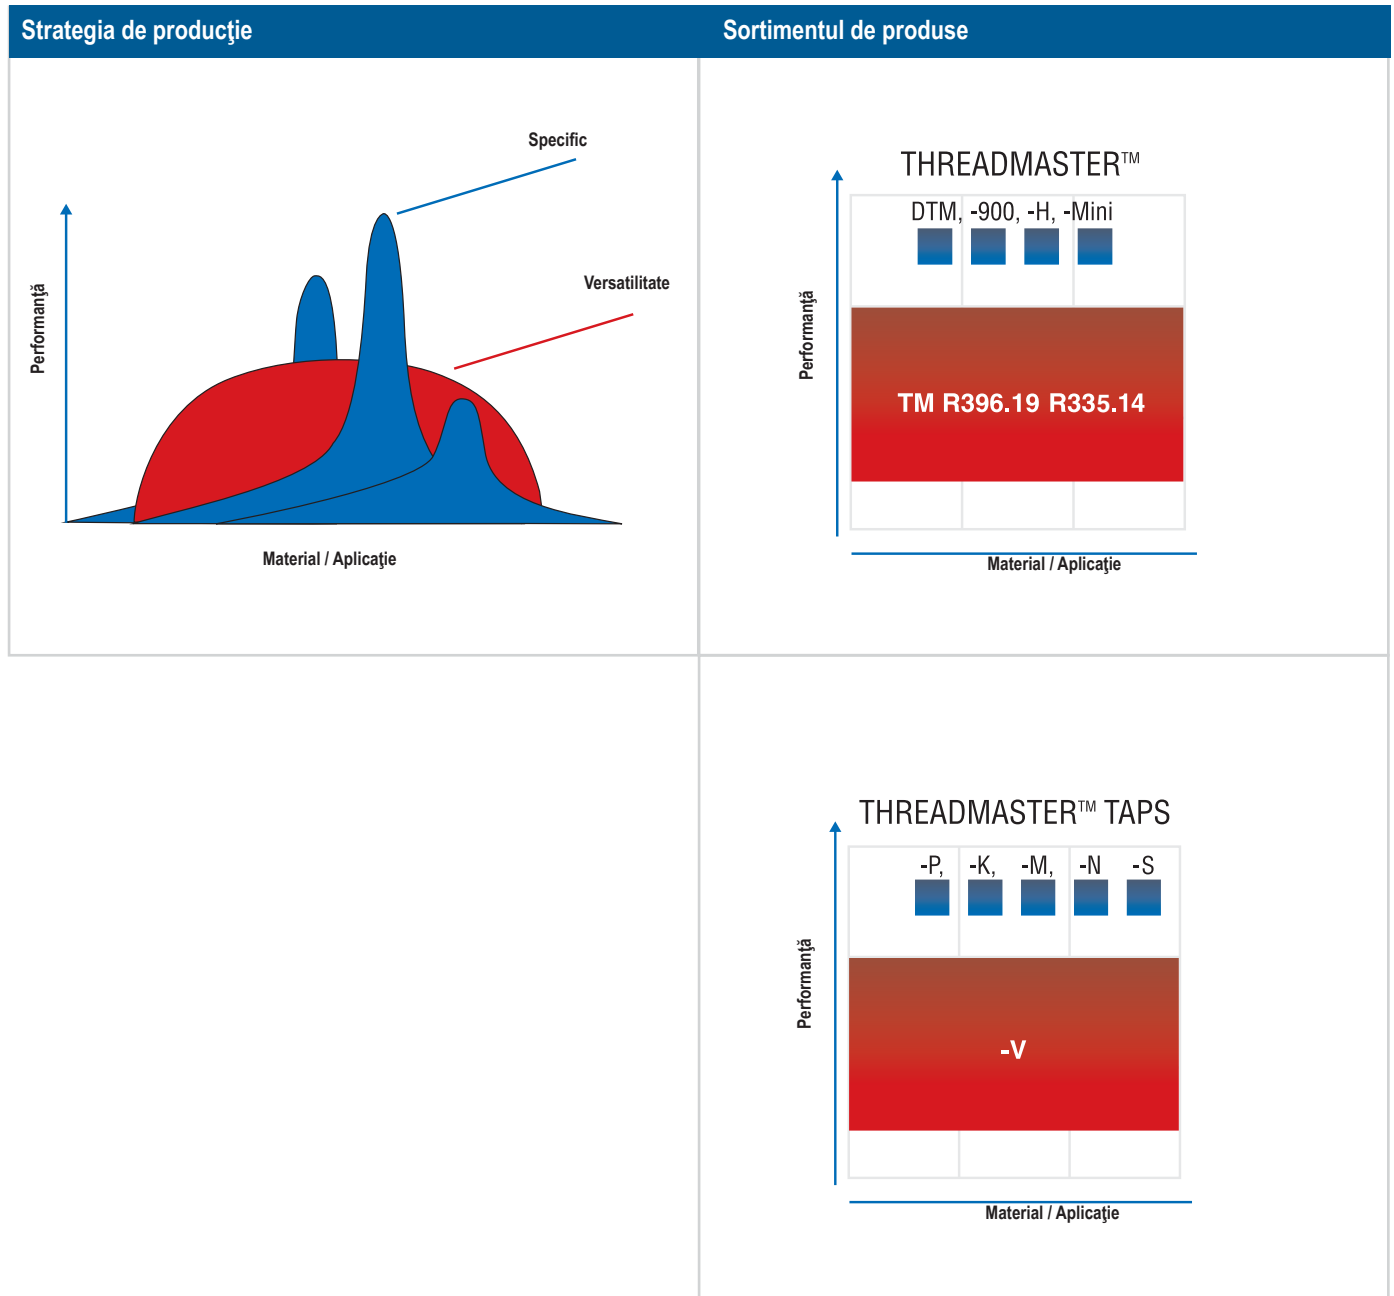 Strategia de producţie
Sortimentul de produse
Specific
Versatilitate
Performanţă
Material / Aplicaţie
THREADMASTER™
DTM, -900, -H, -Mini
Performanţă
TM R396.19 R335.14
Material / Aplicaţie
THREADMASTER™ TAPS
-P, -K, -M, -N -S
Performanţă
-V
Material / Aplicaţie